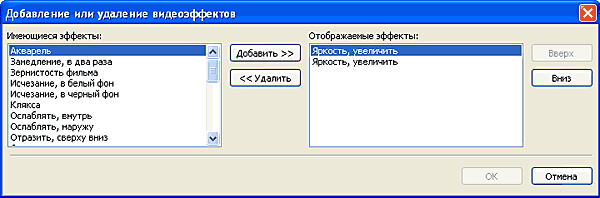 Добавление или удаление видеоэффектов
Имеющиеся эффекты:
Отображаемые эффекты:
Акварель
Замедление, в два раза
Зернистость фильма
Исчезание, в белый фон
Исчезание, в черный фон
Клякса
Ослаблять, внутрь
Ослаблять, наружу
Отразить, сверху вниз
Добавить >>
<< Удалить
Яркость, увеличить
Яркость, увеличить
Вверх
Вниз
OK
Отмена